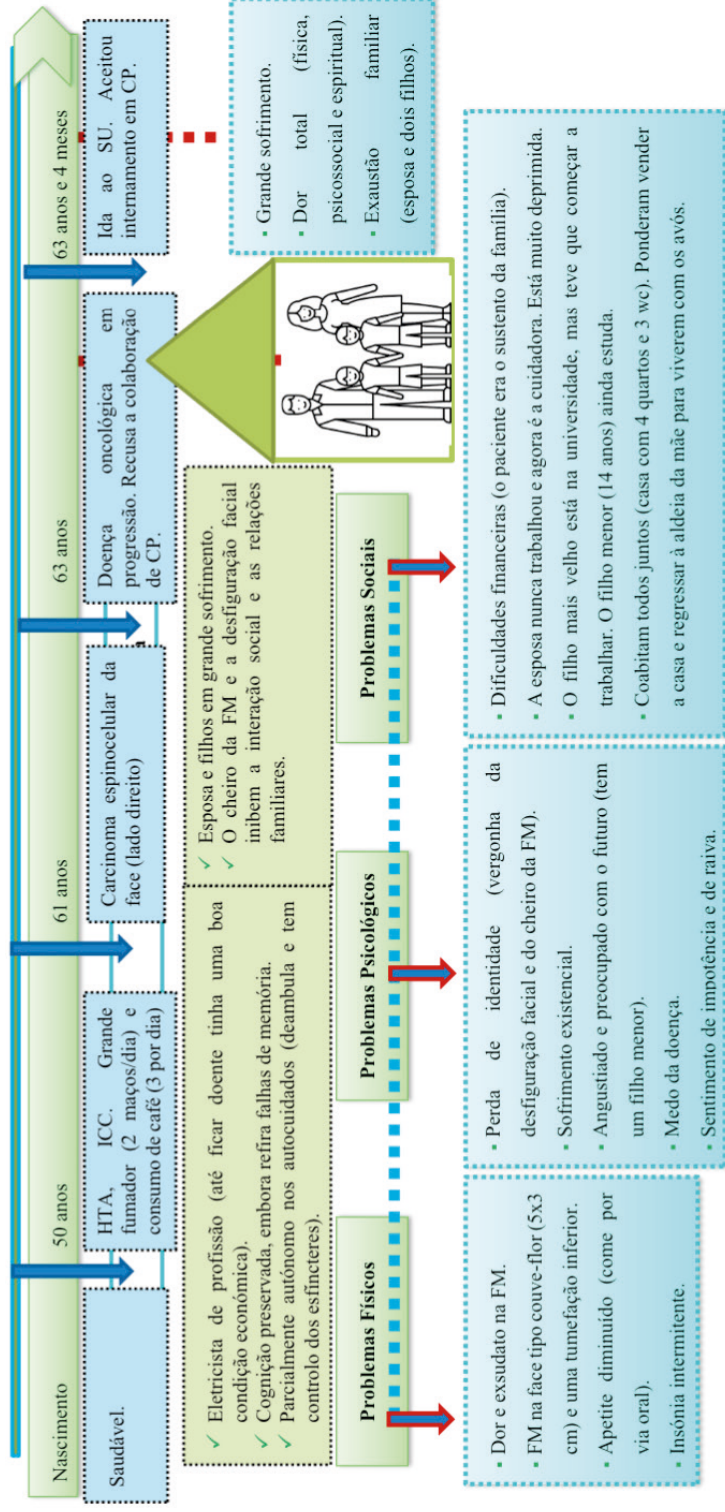 Nascimento
50 anos
61 anos
63 anos
63 anos e 4 meses
Saudável.
HTA, ICC. Grande
fumador (2 maços/dia) e
consumo de café (3 por dia)
Carcinoma espinocelular da
face (lado direito)
Doença oncológica em
progressão. Recusa a colaboração
de CP.
Ida ao SU. Aceitou
internamento em CP.
✓ Eletricista de profissão (até ficar doente tinha uma boa
condição económica).
✓ Cognição preservada, embora refira falhas de memória.
✓ Parcialmente autónomo nos autocuidados (deambula e tem
controlo dos esfincteres).
✓ Esposa e filhos em grande sofrimento.
✓ O cheiro da FM e a desfiguração facial
inibem a interação social e as relações
familiares.
▪ Grande sofrimento.
▪ Dor total (física,
psicossocial e espiritual).
▪ Exaustão familiar
(esposa e dois filhos).
Problemas Físicos
Problemas Psicológicos
Problemas Sociais
▪ Dor e exsudato na FM.
▪ FM na face tipo couve-flor (5x3
cm) e uma tumefação inferior.
▪ Apetite diminuído (come por
via oral).
▪ Insónia intermitente.
▪ Perda de identidade (vergonha da
desfiguração facial e do cheiro da FM).
▪ Sofrimento existencial.
▪ Angustiado e preocupado com o futuro (tem
um filho menor).
▪ Medo da doença.
▪ Sentimento de impotência e de raiva.
▪ Dificuldades financeiras (o paciente era o sustento da família).
▪ A esposa nunca trabalhou e agora é a cuidadora. Está muito deprimida.
▪ O filho mais velho está na universidade, mas teve que começar a
trabalhar. O filho menor (14 anos) ainda estuda.
▪ Coabitam todos juntos (casa com 4 quartos e 3 wc). Ponderam vender
a casa e regressar à aldeia da mãe para viverem com os avós.